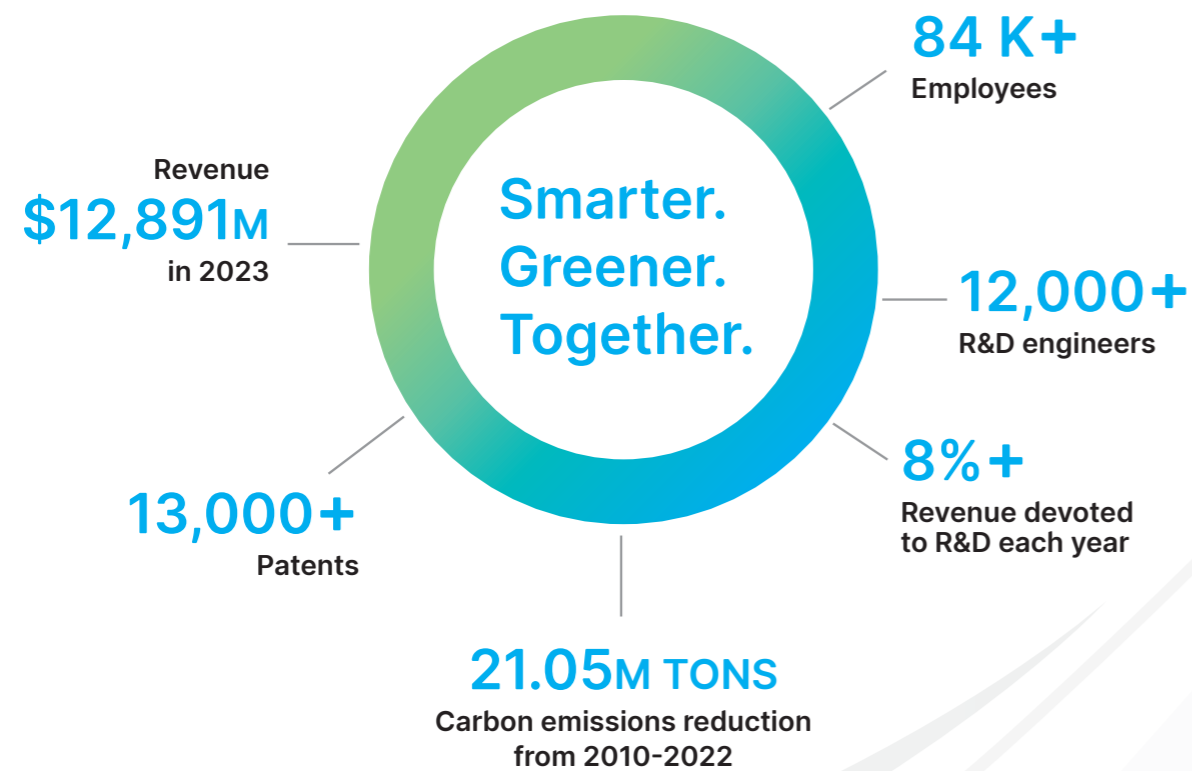 84 K+
Employees
Revenue
$12,891M
in 2023
Smarter.
Greener.
Together.
12,000+
R&D engineers
8%+
Revenue devoted
to R&D each year
13,000+
Patents
21.05M TONS
Carbon emissions reduction
from 2010-2022